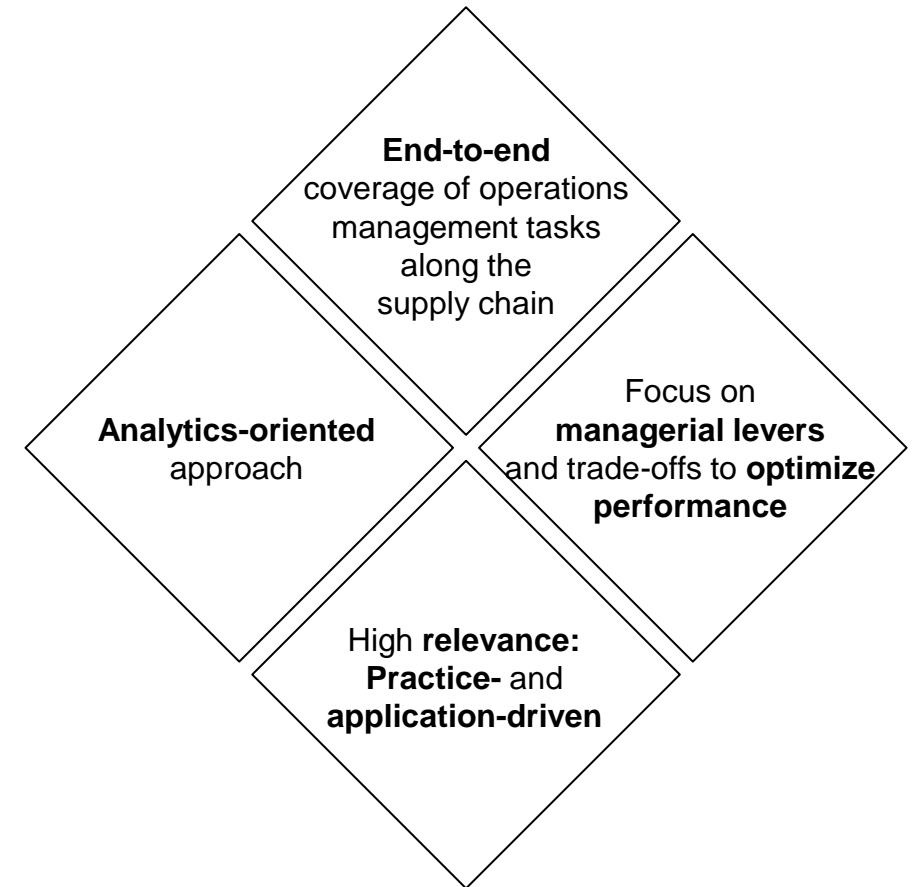 End-to-end
coverage of operations
management tasks
along the
supply chain
Analytics-oriented
approach
Focus on
managerial levers
and trade-offs to optimize
performance
High relevance:
Practice- and
application-driven